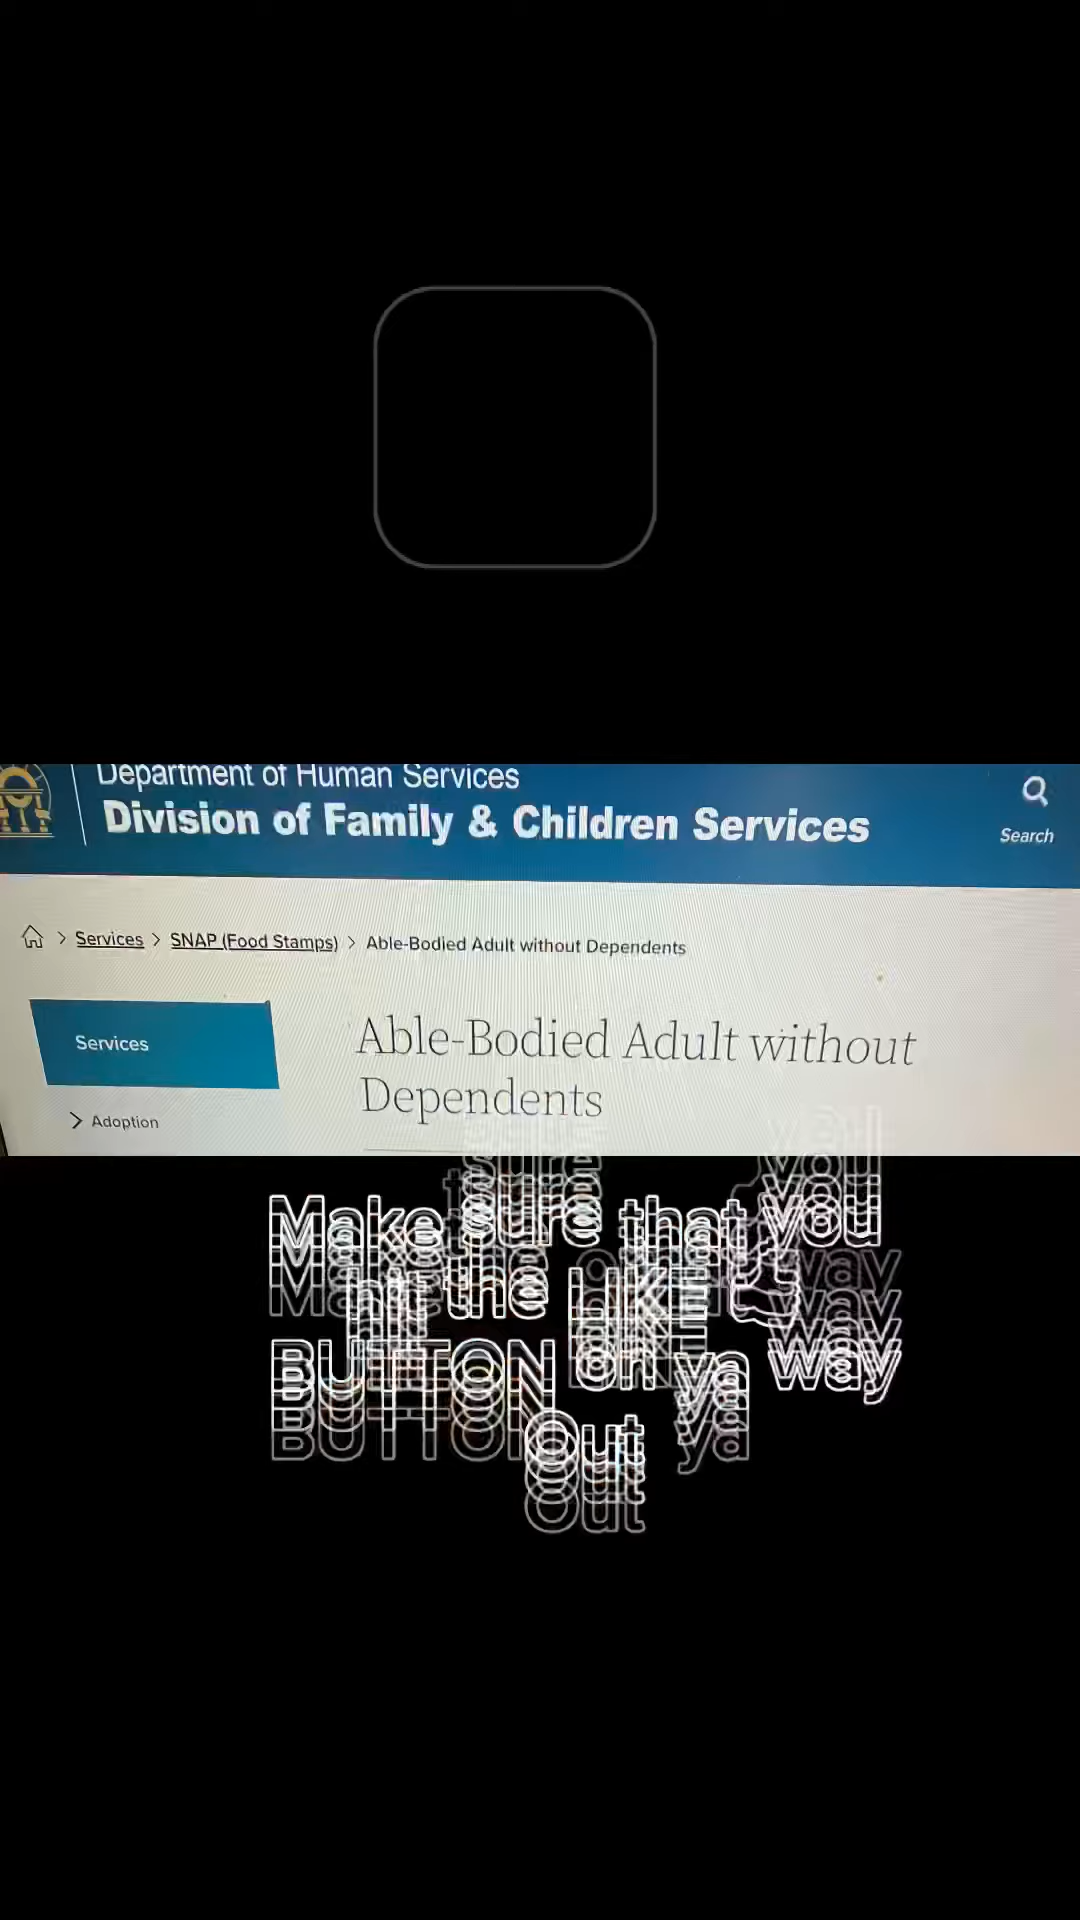 Department of Human Services
Division of Family & Children Services
Search
Services > SNAP (Food Stamps) > Able-Bodied Adult without Dependents
Services
Able-Bodied Adult without
Dependents
> Adoption
Make sure that you
hit the LIKE
BUTTON on ya way
Out